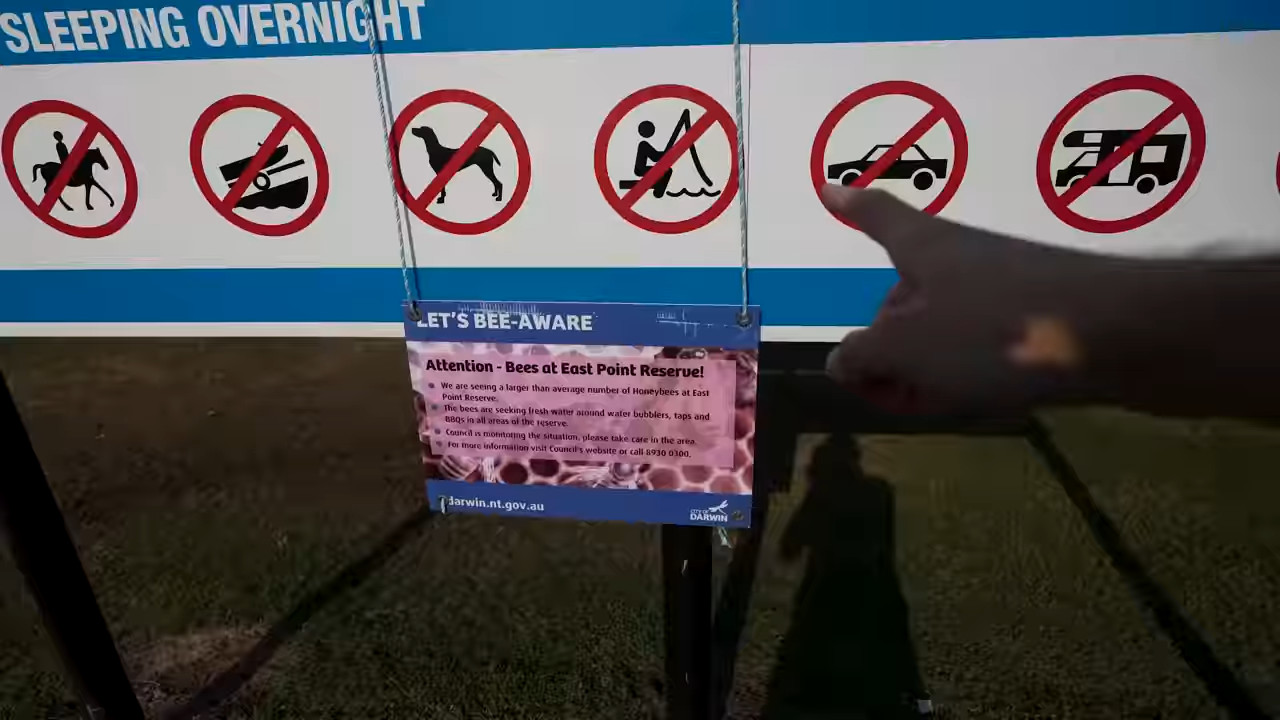 SLEEPING OVERNIGHT
LET'S BEE-AWARE
Attention - Bees at East Point Reserve!
We are seeing a larger than average number of Honeybees at East
Point Reserve.
The bees are seeking fresh water around water bubblers, taps and
BBQs in all areas of the reserve.
Council is monitoring the situation, please take care in the area.
For more information visit Council's website or call 8930 0300.
darwin.nt.gov.au
CITY OF
DARWIN